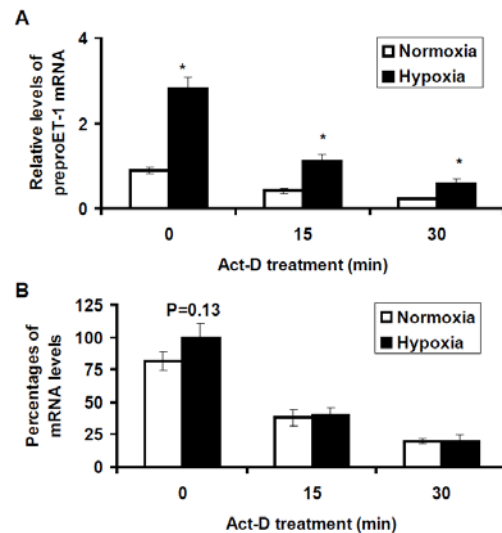 A
Relative levels of
preproET-1 mRNA
4
2
0
Normoxia
Hypoxia
*
*
*
0 15 30
Act-D treatment (min)
B
Percentages of
mRNA levels
125
100
75
50
25
0
P=0.13
Normoxia
Hypoxia
0 15 30
Act-D treatment (min)